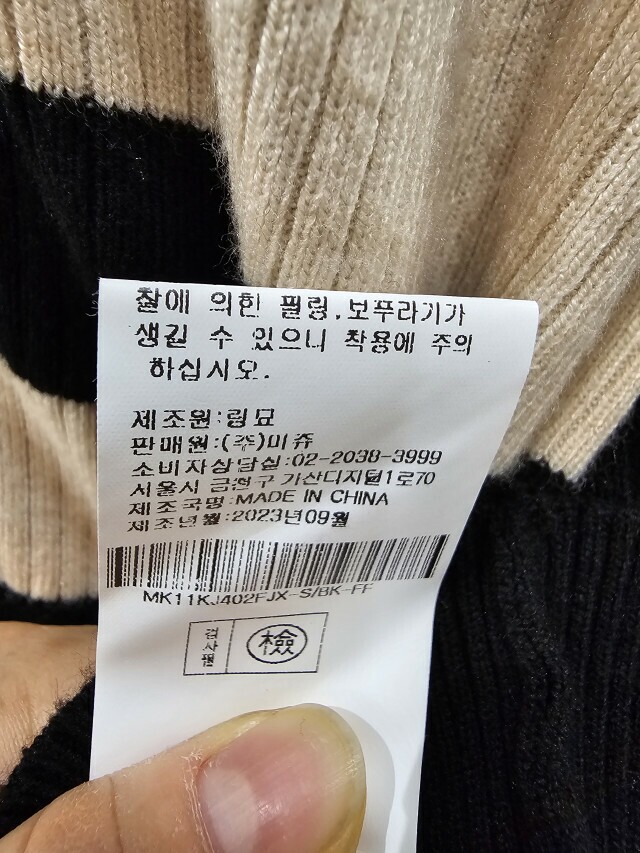 찰에 의한 필링,보푸라기가
생길 수 있으니 착용에 주의
하십시오.
제조원:링묘
판매원:(주)미쥬
소비자상담실:02-2038-3999
서울시 금천구 가산디지털1로70
제조국명:MADE IN CHINA
제조년월:2023년09월
MK11KJ402FJX-S/BK-FF
검사필
檢